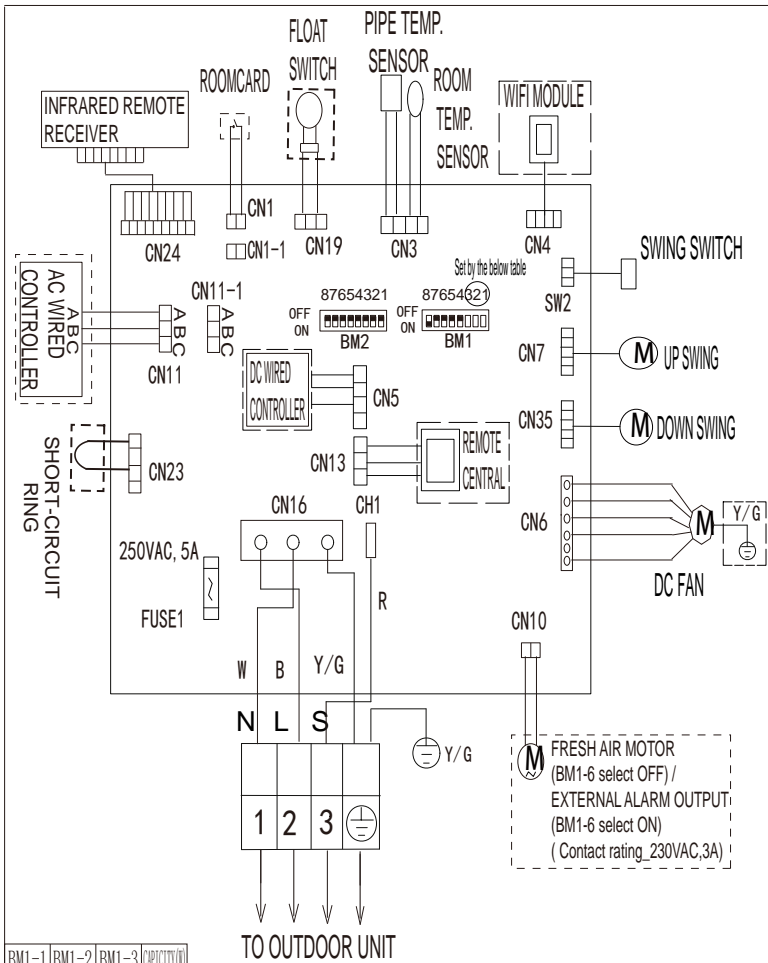 FLOAT
SWITCH
PIPE TEMP.
SENSOR
ROOM
TEMP.
SENSOR
ROOMCARD
INFRARED REMOTE
RECEIVER
WIFI MODULE
CN1
CN1-1
CN24
CN19
CN3
CN4
SWING SWITCH
SW2
Set by the below table
AC WIRED
CONTROLLER
A
B
C
A
B
C
CN11
CN11-1
A
B
C
87654321
OFF
ON
BM2
87654321
OFF
ON
BM1
CN7
M
UP SWING
DC WIRED
CONTROLLER
CN5
CN35
M
DOWN SWING
SHORT-CIRCUIT
RING
CN23
CN13
REMOTE
CENTRAL
CN16
CH1
CN6
M
Y/G
DC FAN
250VAC, 5A
FUSE1
R
CN10
W
B
Y/G
N
L
S
Y/G
1
2
3
M
FRESH AIR MOTOR
(BM1-6 select OFF) /
EXTERNAL ALARM OUTPUT
(BM1-6 select ON)
( Contact rating_230VAC,3A)
TO OUTDOOR UNIT
BM1-1 BM1-2 BM1-3 CAPICITY(W)